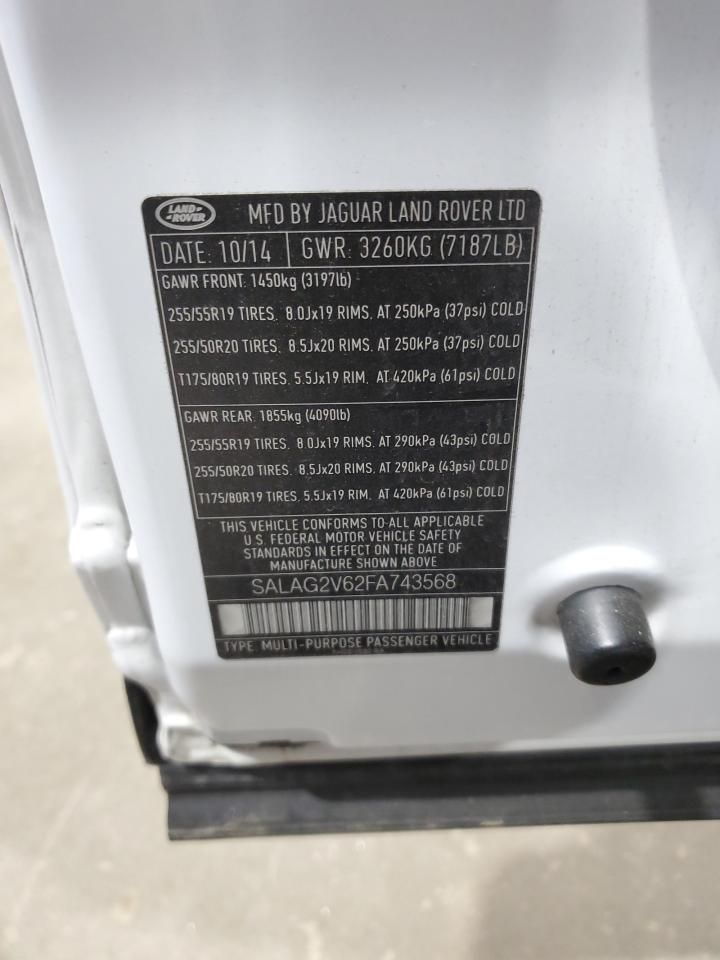 LAND-ROVER MFD BY JAGUAR LAND ROVER LTD
DATE: 10/14 GWR: 3260KG (7187LB)
GAWR FRONT: 1450kg (3197lb)
255/55R19 TIRES. 8.0Jx19 RIMS. AT 250kPa (37psi) COLD
255/50R20 TIRES. 8.5Jx20 RIMS. AT 250kPa (37psi) COLD
T175/80R19 TIRES. 5.5Jx19 RIM. AT 420kPa (61psi) COLD
GAWR REAR: 1855kg (4090lb)
255/55R19 TIRES. 8.0Jx19 RIMS. AT 290kPa (43psi) COLD
255/50R20 TIRES. 8.5Jx20 RIMS. AT 290kPa (43psi) COLD
T175/80R19 TIRES. 5.5Jx19 RIM. AT 420kPa (61psi) COLD
THIS VEHICLE CONFORMS TO ALL APPLICABLE
U.S. FEDERAL MOTOR VEHICLE SAFETY
STANDARDS IN EFFECT ON THE DATE OF
MANUFACTURE SHOWN ABOVE
SALAG2V62FA743568
TYPE: MULTI-PURPOSE PASSENGER VEHICLE